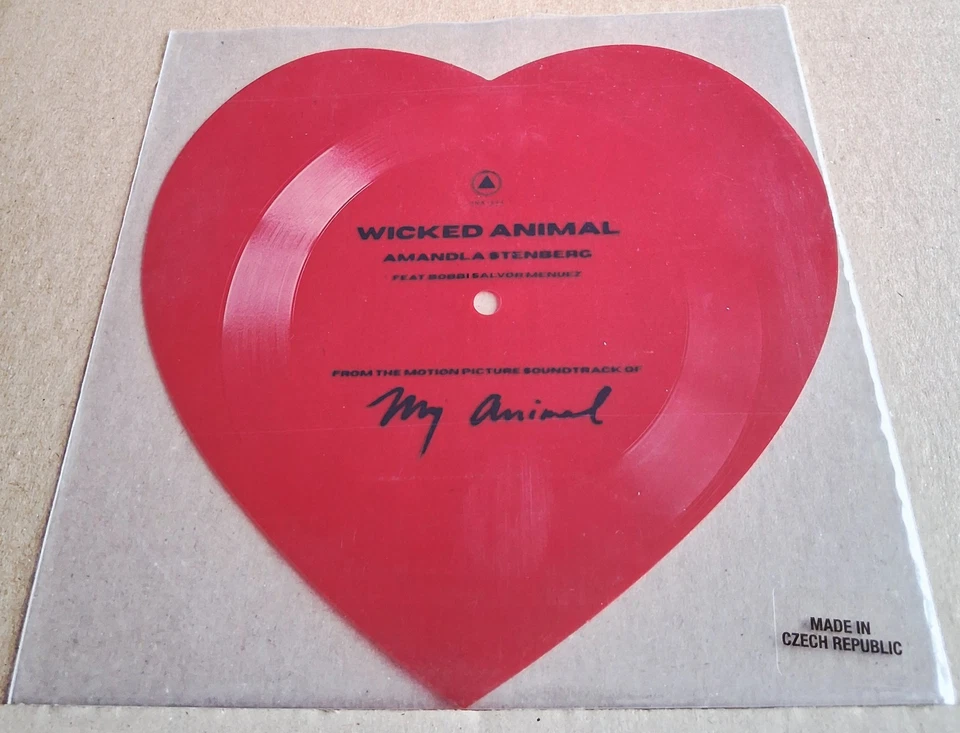 WICKED ANIMAL
AMANDLA STENBERG
FEAT BOBBI SALVÖR MENUEZ
FROM THE MOTION PICTURE SOUNDTRACK OF
My Animal
MADE IN
CZECH REPUBLIC